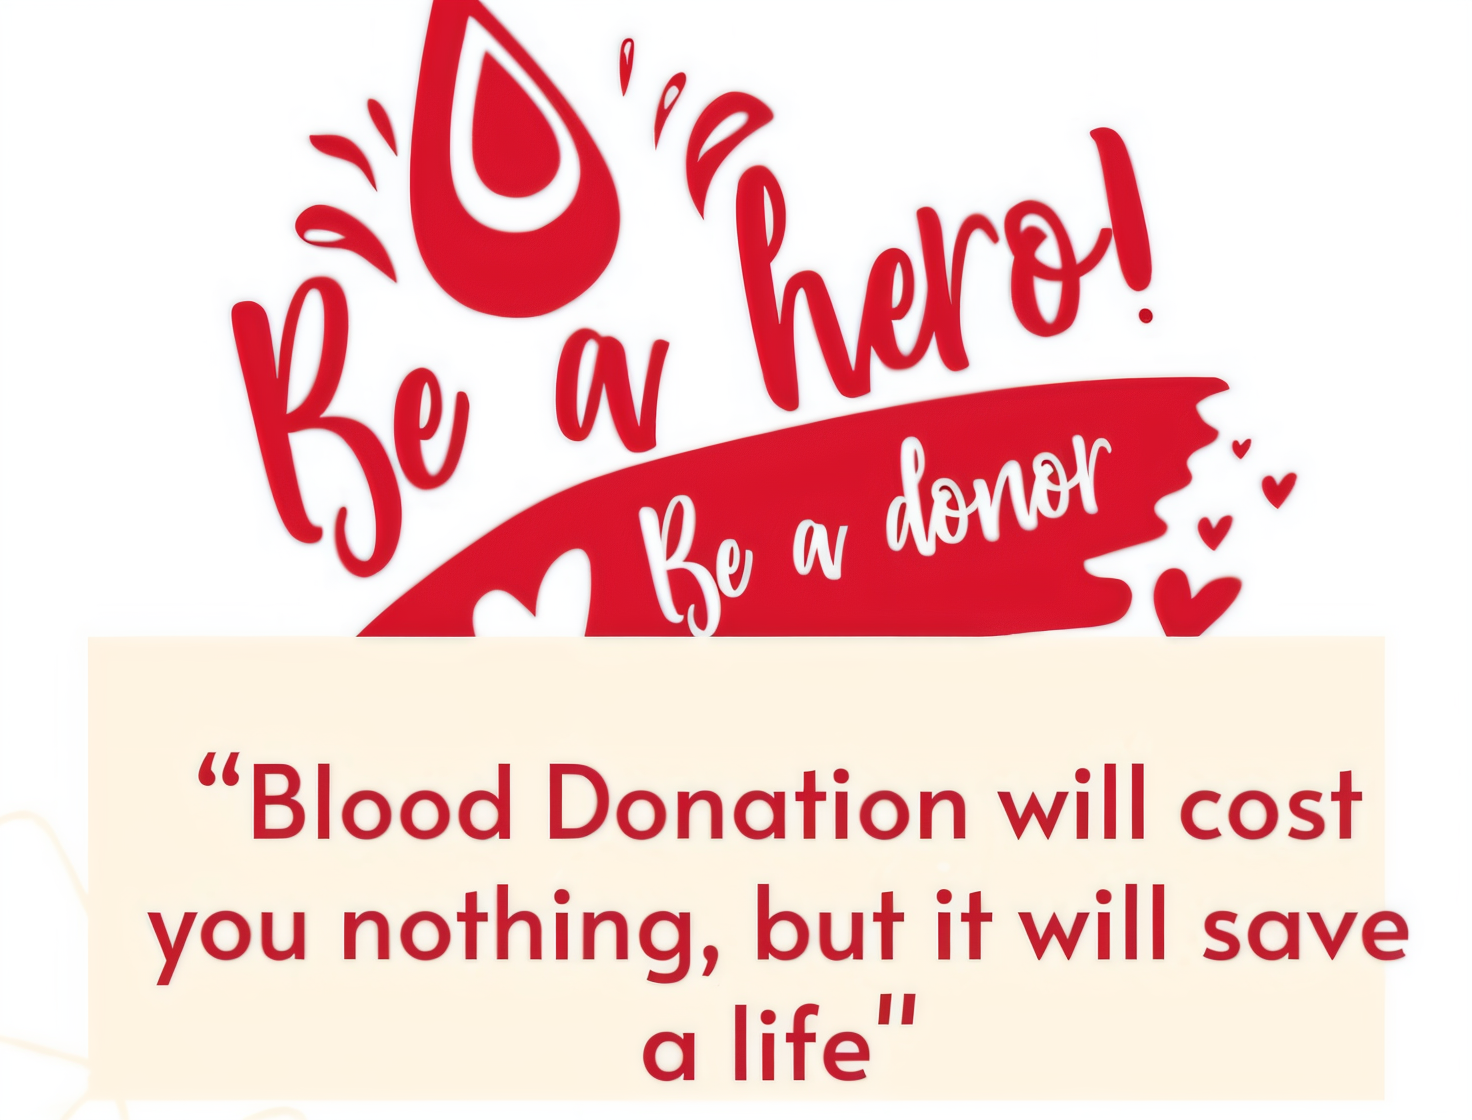 Be a hero!
Be a donor
“Blood Donation will cost
you nothing, but it will save
a life"